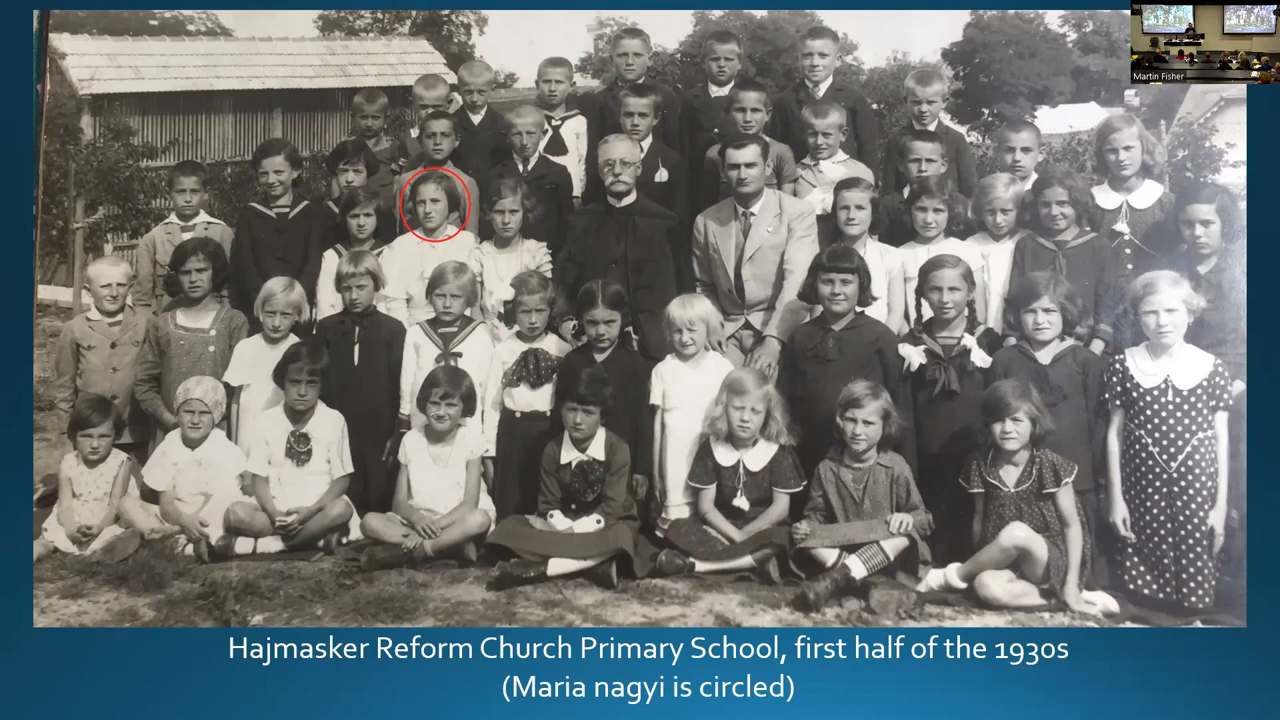 Martin Fisher
Hajmasker Reform Church Primary School, first half of the 1930s
(Maria nagyi is circled)